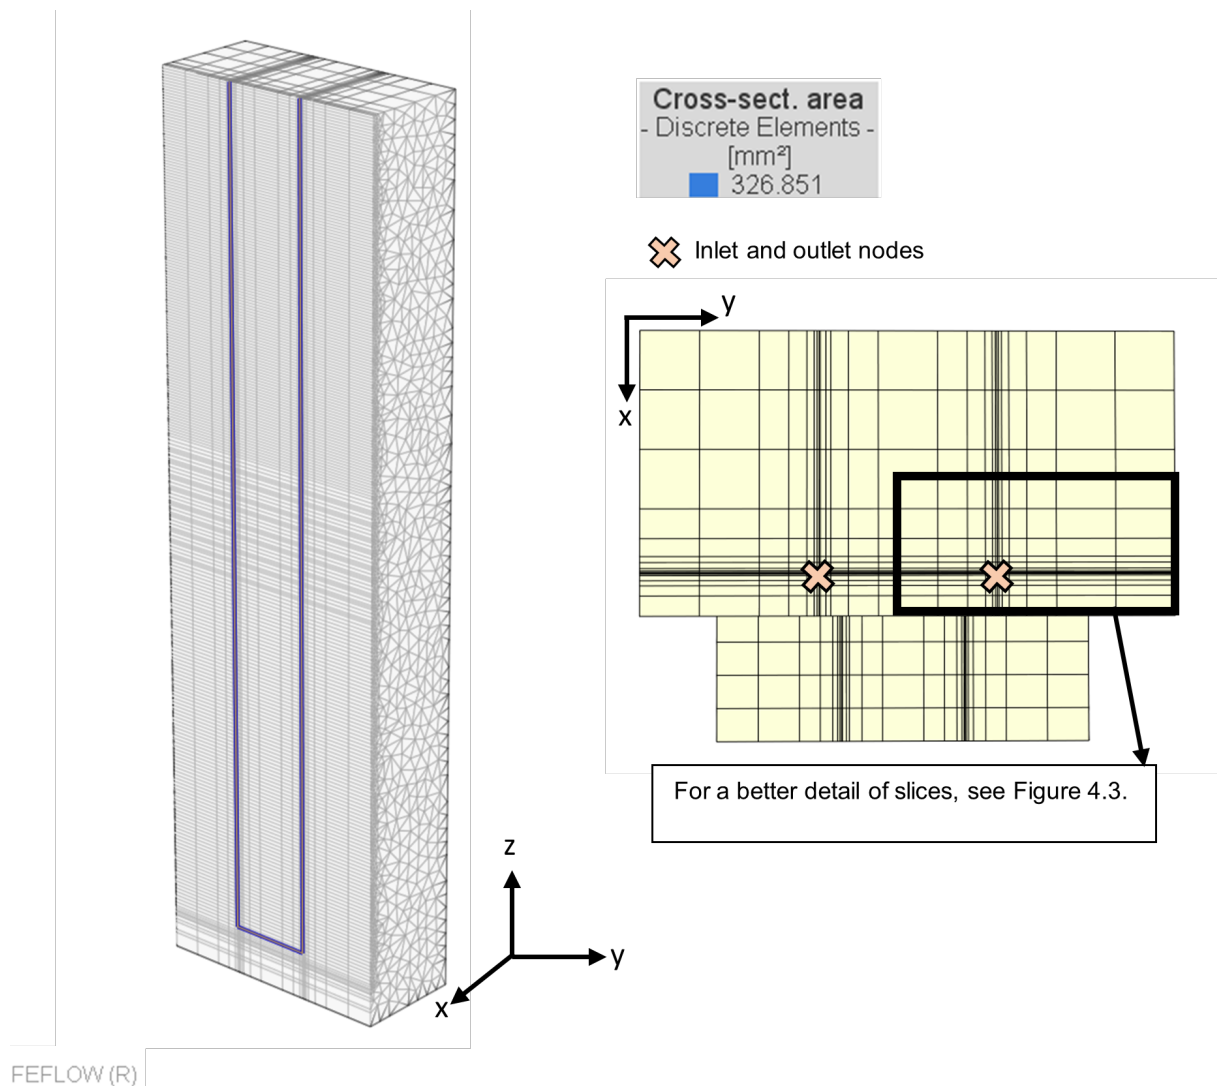 Cross-sect. area
- Discrete Elements -
[mm²]
326.851
Inlet and outlet nodes
y
x
For a better detail of slices, see Figure 4.3.
z
y
x
FEFLOW (R)